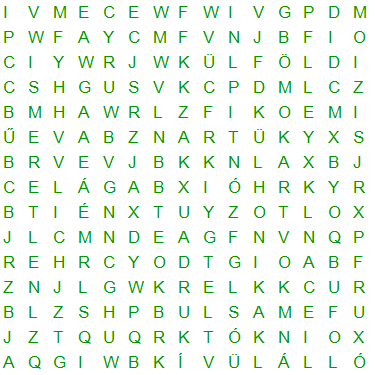 I V M E C E W F W I V G P D M
P W F A Y C M F V N J B F I O
C I Y W R J W K Ü L F Ö L D I
C S H G U S V K C P D M L C Z
B M H A W R L Z F I K O E M I
Ű E V A B Z N A R T Ü K Y X S
B R V E V J B K K N L A X B J
C E L Á G A B X I Ó H R K Y R
B T I É N X T U Y Z O T L O X
J L C M N D E A G F N V N Q P
R E H R C Y O D T G I O A B F
Z N J L G W K R E L K K C U R
B L Z S H P B U L S A M E F U
J Z T Q U Q R K T Ó K N I O X
A Q G I W B K Í V Ü L Á L L Ó